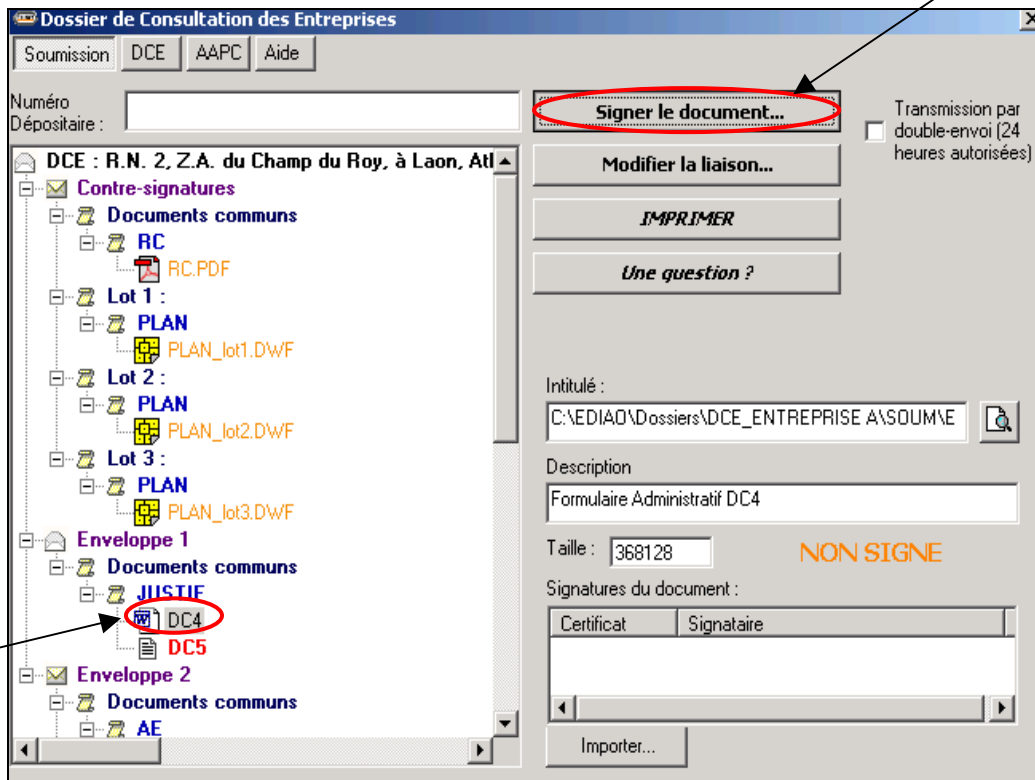 Dossier de Consultation des Entreprises
Soumission DCE AAPC Aide
Numéro
Dépositaire :
Signer le document...
Transmission par
double-envoi (24
heures autorisées)
Modifier la liaison...
IMPRIMER
Une question ?
DCE : R.N. 2, Z.A. du Champ du Roy, à Laon, Atl
Contre-signatures
Documents communs
RC
RC.PDF
Lot 1 :
PLAN
PLAN_lot1.DWF
Lot 2 :
PLAN
PLAN_lot2.DWF
Lot 3 :
PLAN
PLAN_lot3.DWF
Enveloppe 1
Documents communs
JUSTIF
DC4
DC5
Enveloppe 2
Documents communs
AE
Intitulé :
C:\EDIAO\Dossiers\DCE_ENTREPRISE A\SOUM\E
Description
Formulaire Administratif DC4
Taille : 368128 NON SIGNE
Signatures du document :
Certificat Signataire
Importer...